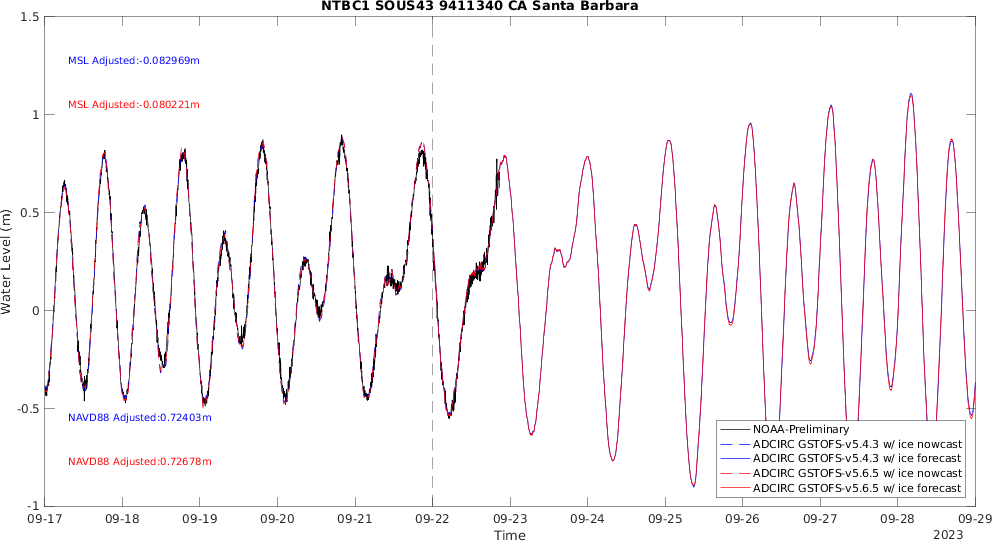 NTBC1 SOUS43 9411340 CA Santa Barbara
1.5
1
0.5
0
-0.5
-1
Water Level (m)
MSL Adjusted:-0.082969m
MSL Adjusted:-0.080221m
NAVD88 Adjusted:0.72403m
NAVD88 Adjusted:0.72678m
NOAA-Preliminary
ADCIRC GSTOFS-v5.4.3 w/ ice nowcast
ADCIRC GSTOFS-v5.4.3 w/ ice forecast
ADCIRC GSTOFS-v5.6.5 w/ ice nowcast
ADCIRC GSTOFS-v5.6.5 w/ ice forecast
09-17 09-18 09-19 09-20 09-21 09-22 09-23 09-24 09-25 09-26 09-27 09-28 09-29
Time
2023